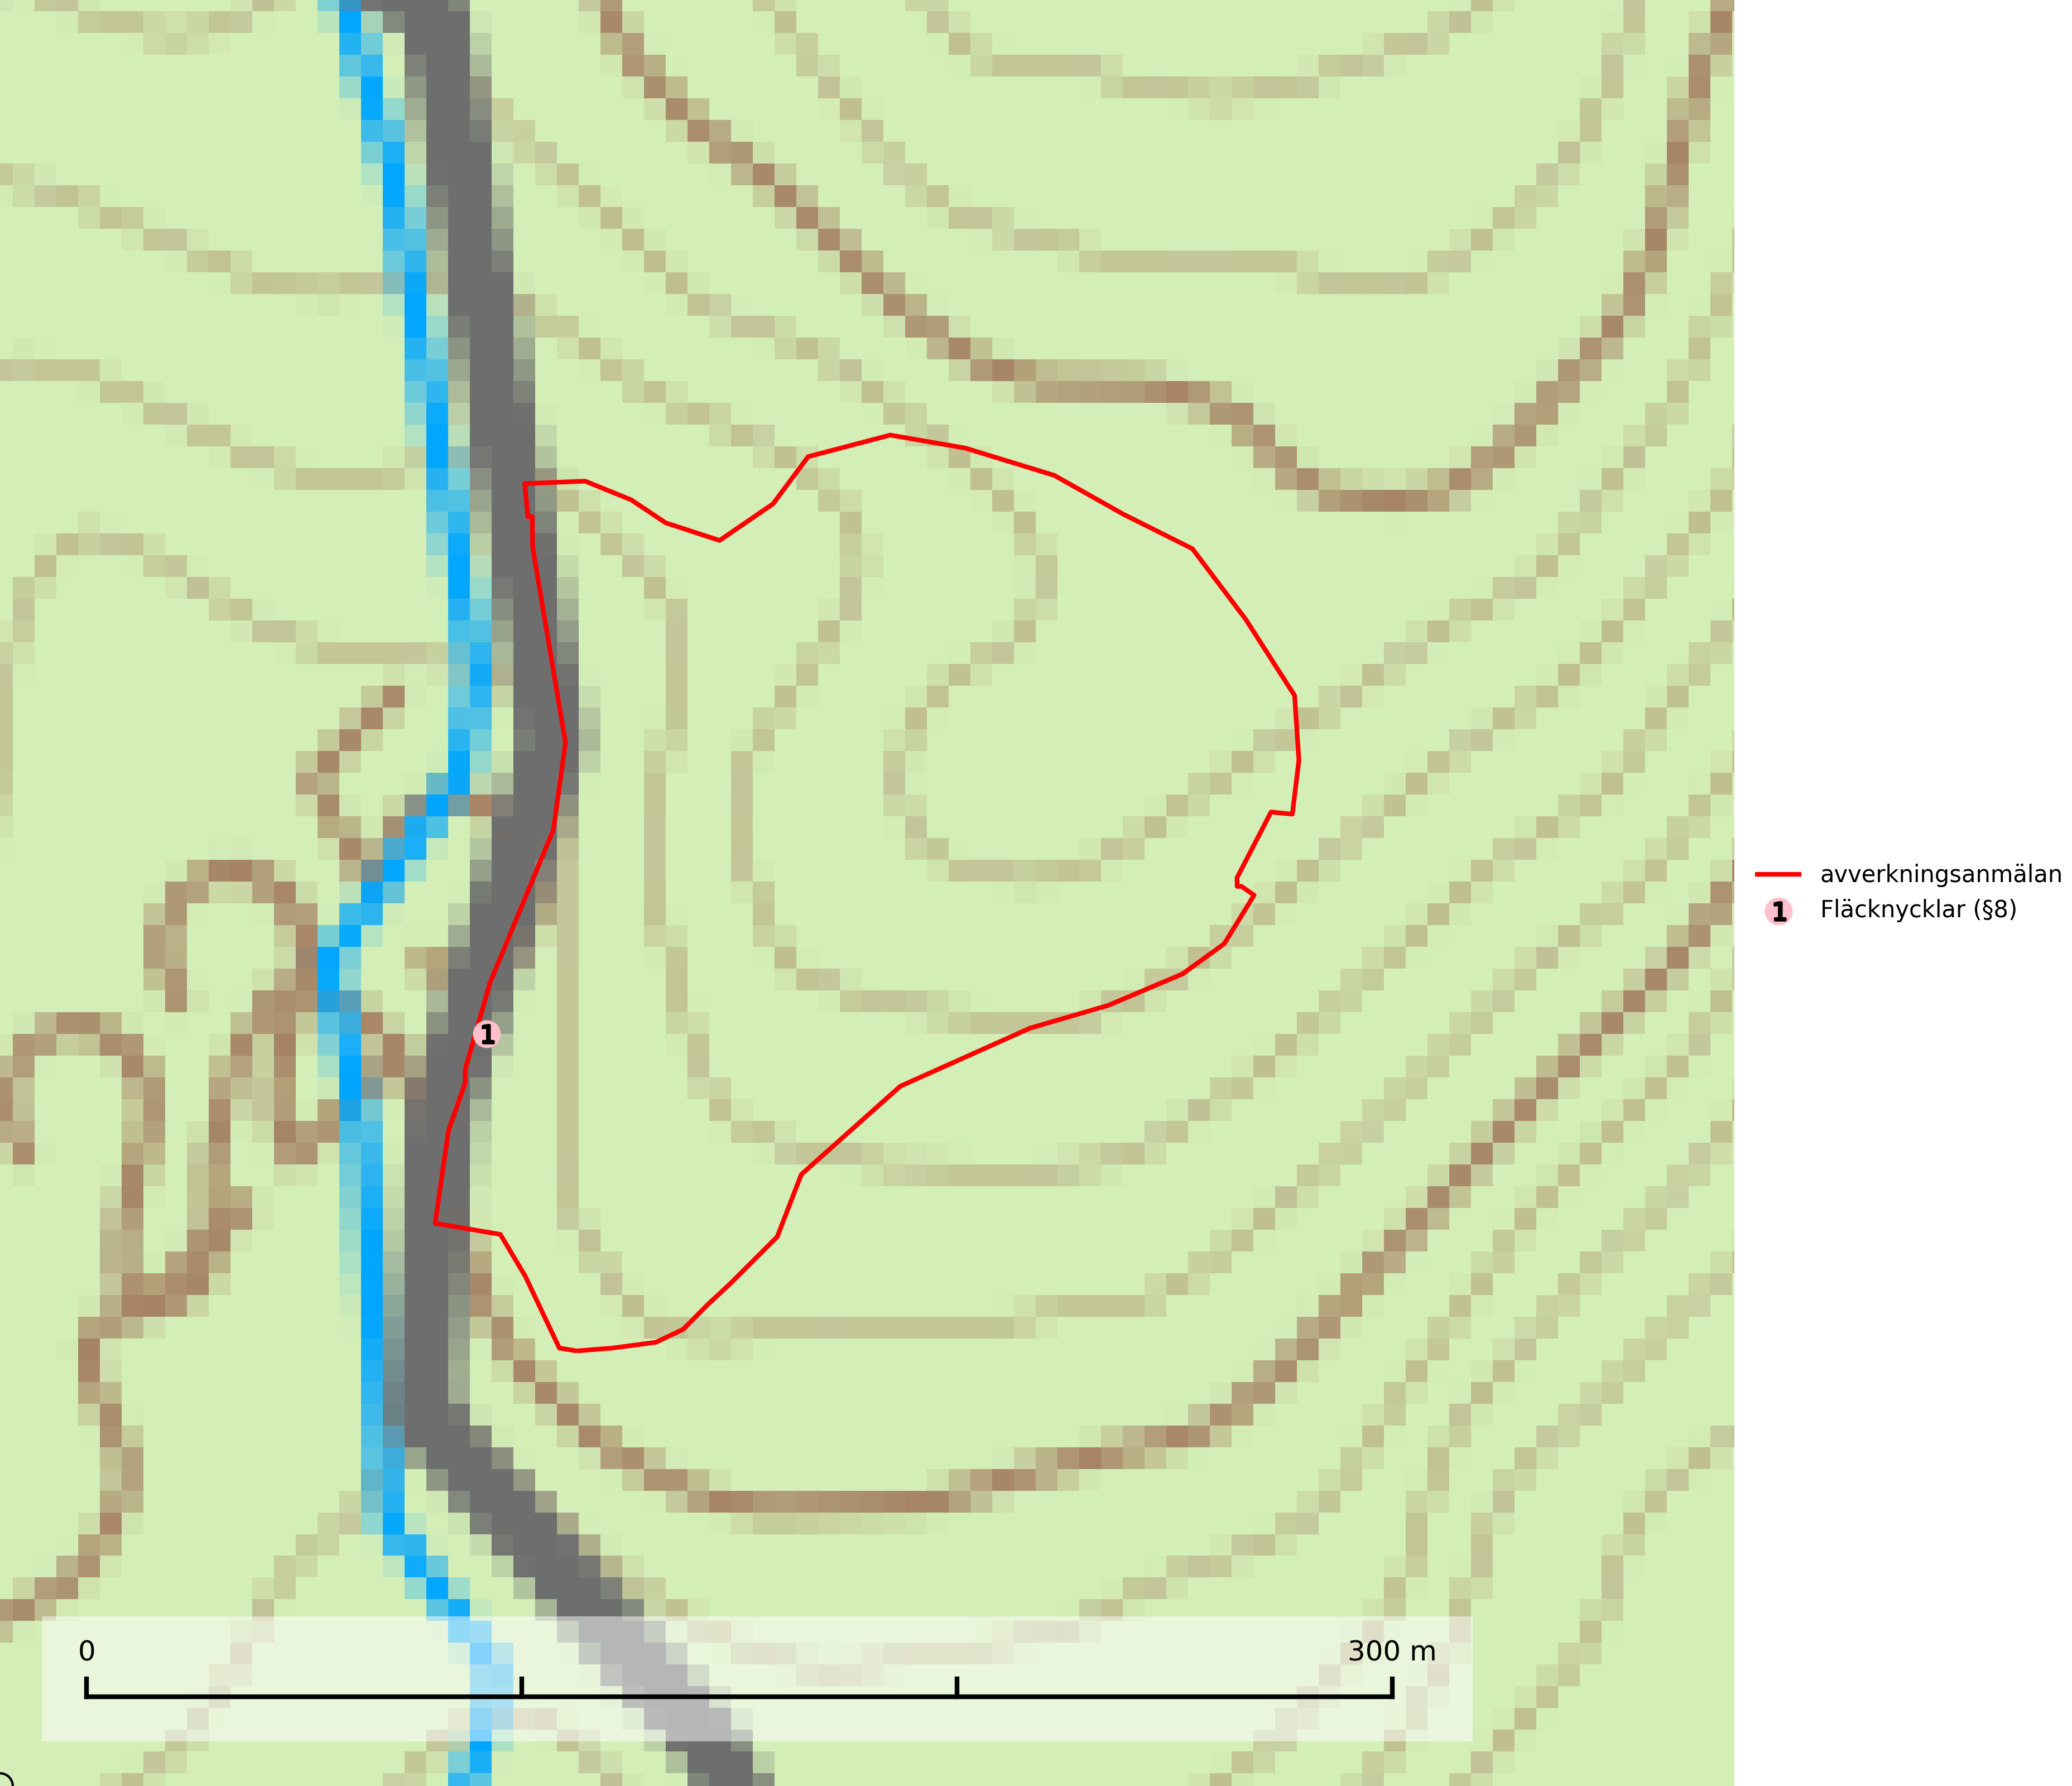 avverkningsanmälan
1 Fläcknycklar (§8)
1
0 300 m